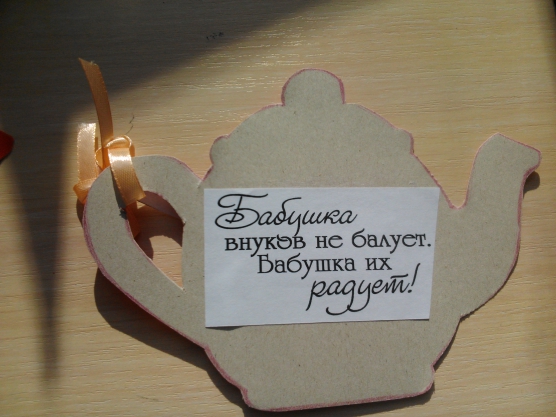 Бабушка
внуков не балует.
Бабушка их
радует!